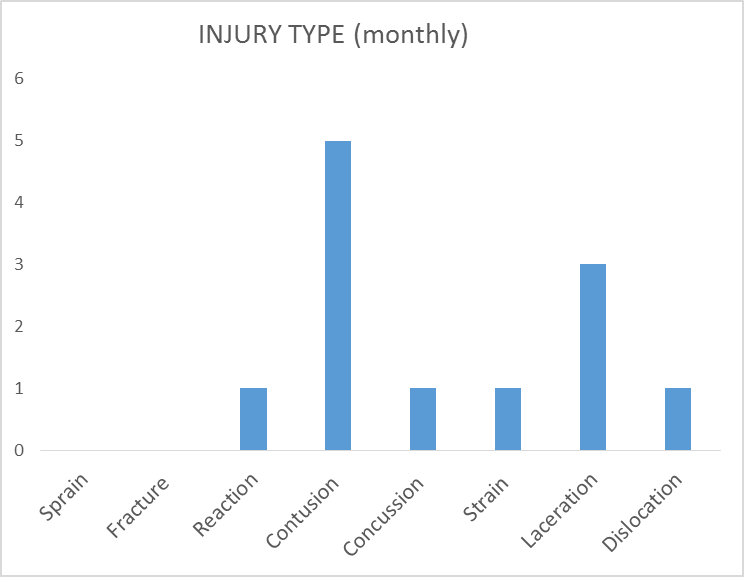 INJURY TYPE (monthly)
6
5
4
3
2
1
0
Sprain
Fracture
Reaction
Contusion
Concussion
Strain
Laceration
Dislocation